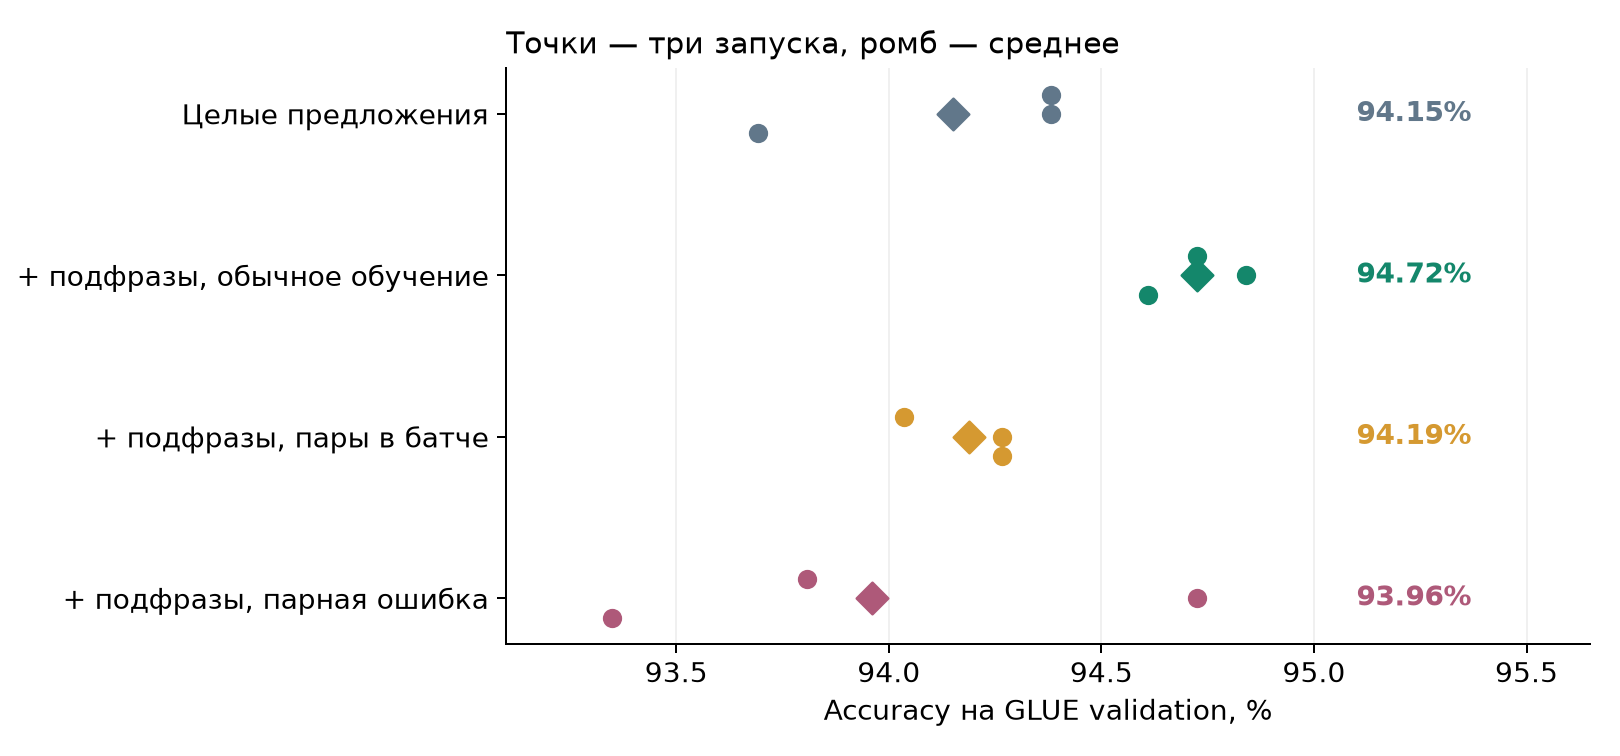 Точки — три запуска, ромб — среднее
Целые предложения
94.15%
+ подфразы, обычное обучение
94.72%
+ подфразы, пары в батче
94.19%
+ подфразы, парная ошибка
93.96%
93.5 94.0 94.5 95.0 95.5
Accuracy на GLUE validation, %